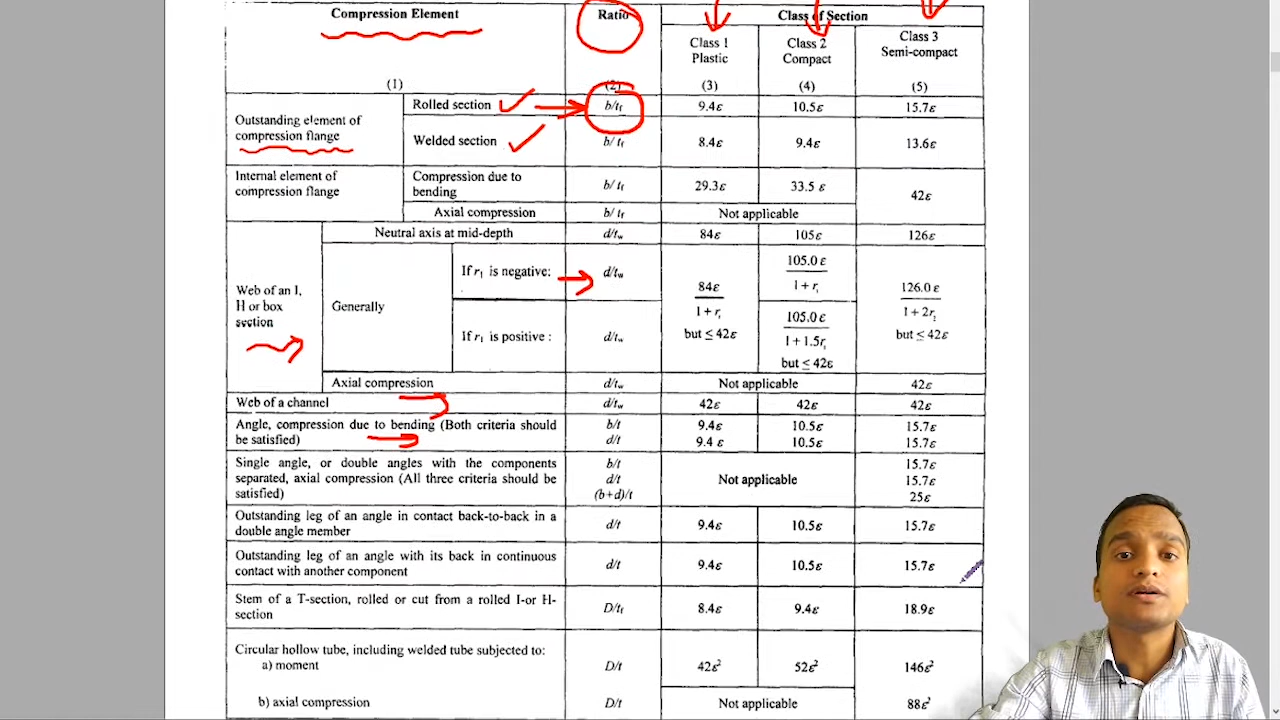 Compression Element Ratio Class of Section
Class 1 Plastic Class 2 Compact Class 3 Semi-compact
(1) (2) (3) (4) (5)
Outstanding element of compression flange
Rolled section b/tf 9.4ε 10.5ε 15.7ε
Welded section b/tf 8.4ε 9.4ε 13.6ε
Internal element of compression flange
Compression due to bending b/tf 29.3ε 33.5 ε 42ε
Axial compression b/tf Not applicable
Web of an I, H or box section
Neutral axis at mid-depth d/tw 84ε 105ε 126ε
Generally
If r1 is negative: d/tw 84ε / 1 + r1 but ≤ 42ε 105.0 ε / 1 + r1 126.0 ε / 1 + 2r2 but ≤ 42ε
If r1 is positive : d/tw 105.0 ε / 1 + 1.5r1 but ≤ 42ε
Axial compression d/tw Not applicable 42ε
Web of a channel d/tw 42ε 42ε 42ε
Angle, compression due to bending (Both criteria should b/t 9.4ε 10.5ε 15.7ε
be satisfied) d/t 9.4 ε 10.5ε 15.7ε
Single angle, or double angles with the components b/t 15.7ε
separated, axial compression (All three criteria should be d/t Not applicable 15.7ε
satisfied) (b+d)/t 25ε
Outstanding leg of an angle in contact back-to-back in a
double angle member d/t 9.4ε 10.5ε 15.7ε
Outstanding leg of an angle with its back in continuous
contact with another component d/t 9.4ε 10.5ε 15.7ε
Stem of a T-section, rolled or cut from a rolled I-or H-
section D/tf 8.4ε 9.4ε 18.9ε
Circular hollow tube, including welded tube subjected to:
a) moment D/t 42ε² 52ε² 146ε²
b) axial compression D/t Not applicable 88ε²